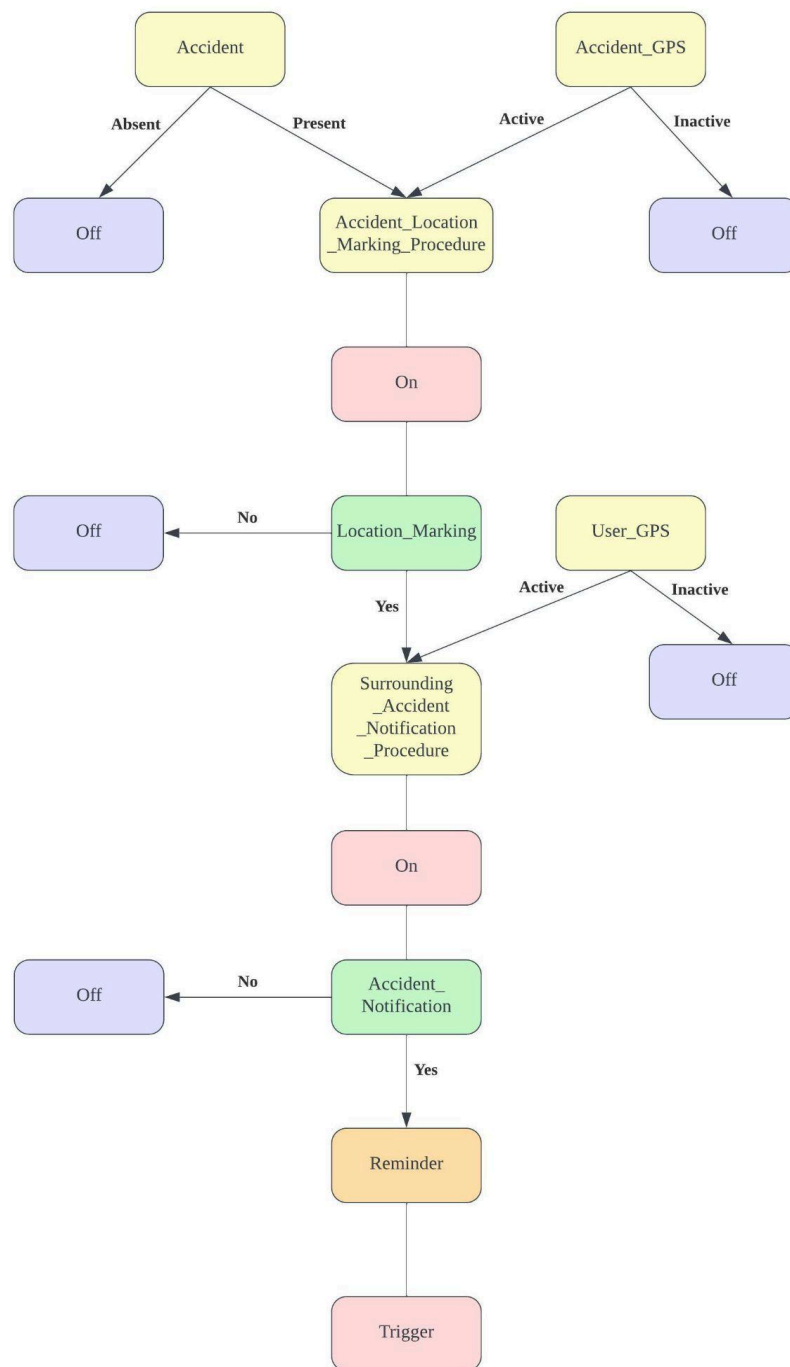 Accident
Accident_GPS
Absent
Present
Active
Inactive
Off
Accident_Location
_Marking_Procedure
Off
On
Off
No
Location_Marking
User_GPS
Yes
Active
Inactive
Surrounding
_Accident
_Notification
_Procedure
Off
On
Off
No
Accident_
Notification
Yes
Reminder
Trigger